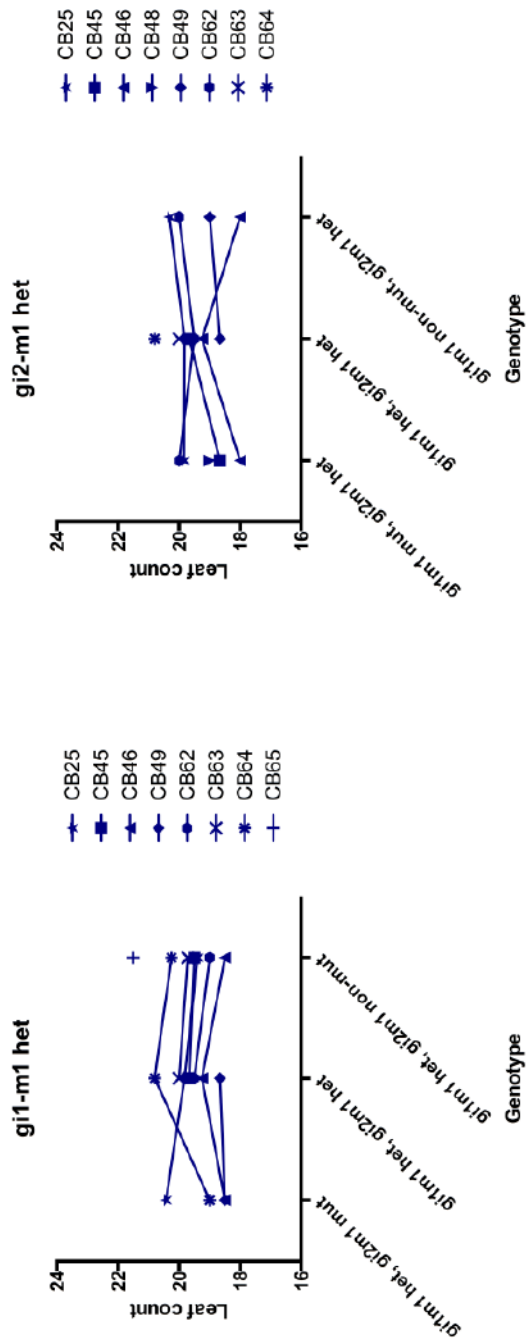 gi1-m1 het
24
22
20
18
16
Leaf count
gi1m1 het, gi2m1 mut
gi1m1 het, gi2m1 het
gi1m1 het, gi2m1 non-mut
Genotype
CB25
CB45
CB46
CB49
CB62
CB63
CB64
CB65
gi2-m1 het
24
22
20
18
16
Leaf count
gi1m1 mut, gi2m1 het
gi1m1 het, gi2m1 het
gi1m1 non-mut, gi2m1 het
Genotype
CB25
CB45
CB46
CB48
CB49
CB62
CB63
CB64